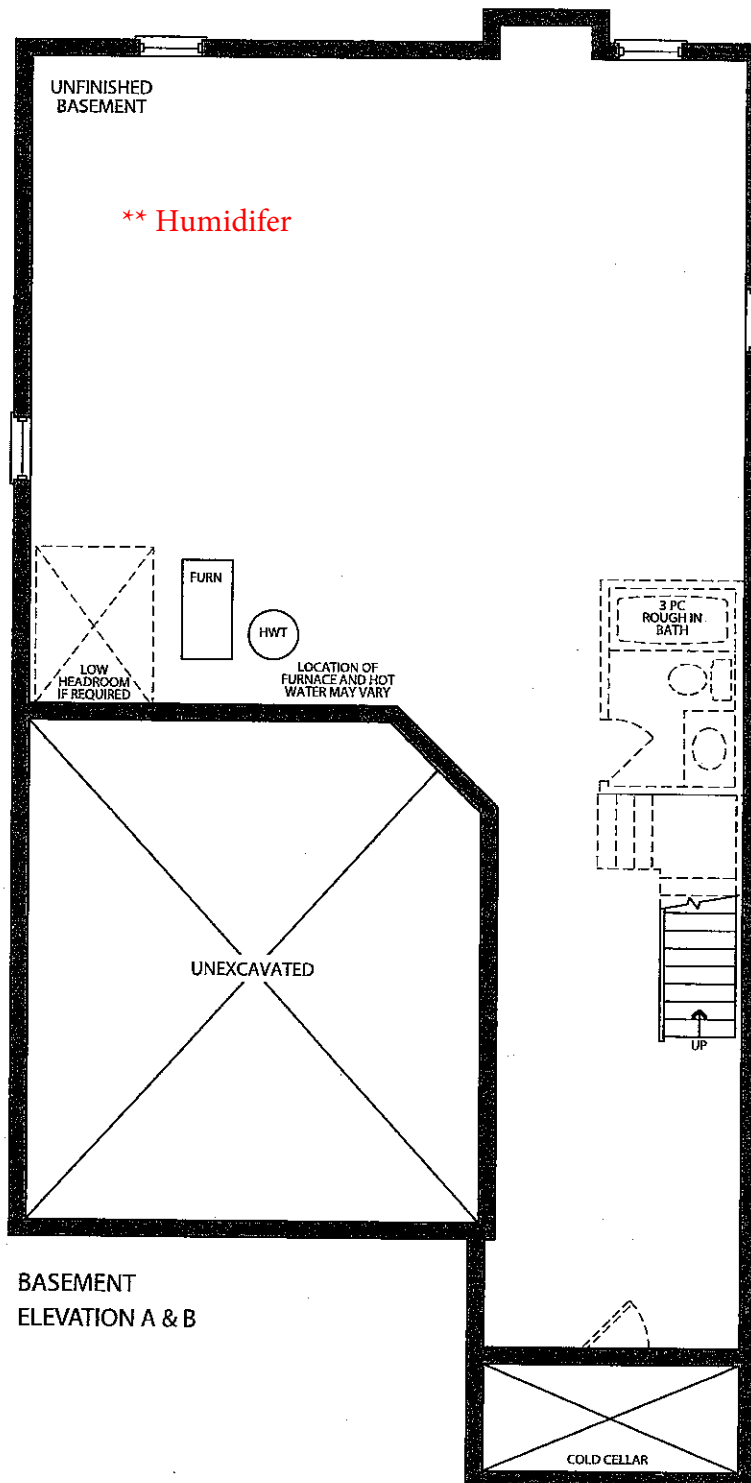 UNFINISHED
BASEMENT
** Humidifer
FURN
HWT
3 PC
ROUGH IN
BATH
LOW
HEADROOM
IF REQUIRED
LOCATION OF
FURNACE AND HOT
WATER MAY VARY
UNEXCAVATED
UP
BASEMENT
ELEVATION A & B
COLD CELLAR